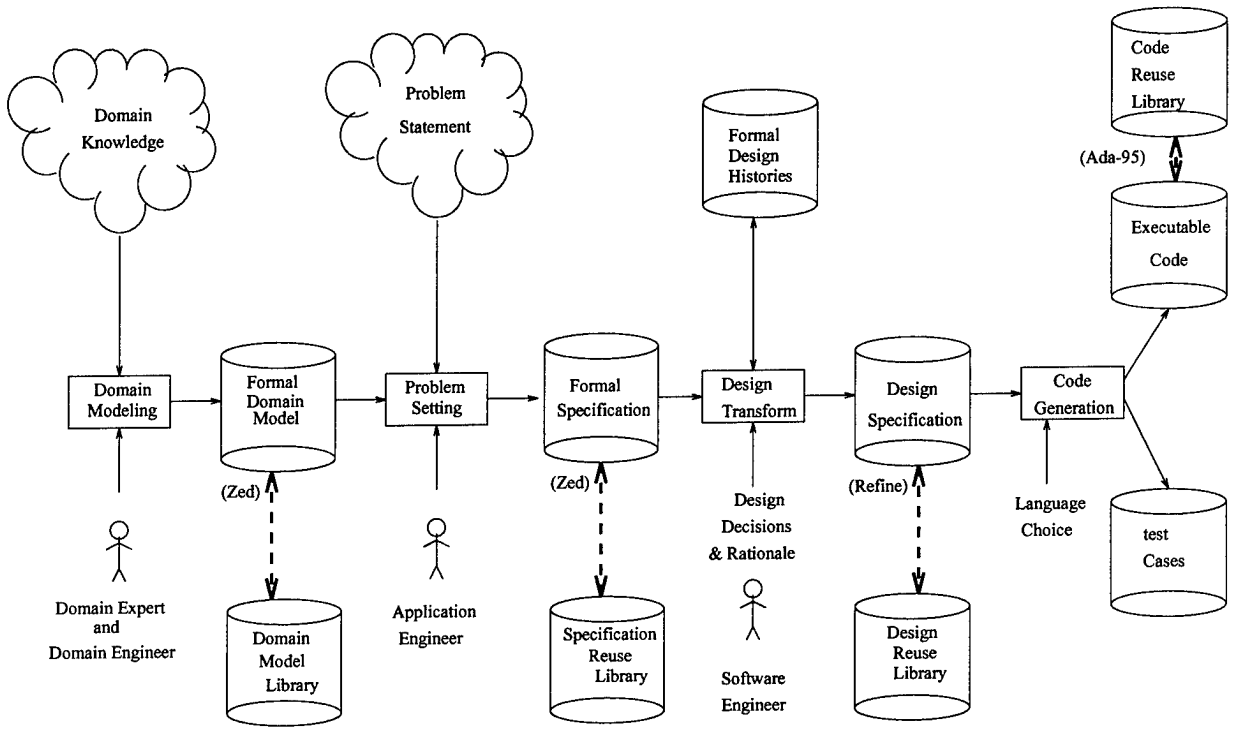 Code
Reuse
Library
Domain
Knowledge
Problem
Statement
Formal
Design
Histories
(Ada-95)
Executable
Code
Domain
Modeling
Formal
Domain
Model
Problem
Setting
Formal
Specification
Design
Transform
Design
Specification
Code
Generation
(Zed)
(Zed)
(Refine)
Design
Decisions
& Rationale
Language
Choice
test
Cases
Domain Expert
and
Domain Engineer
Domain
Model
Library
Application
Engineer
Specification
Reuse
Library
Software
Engineer
Design
Reuse
Library